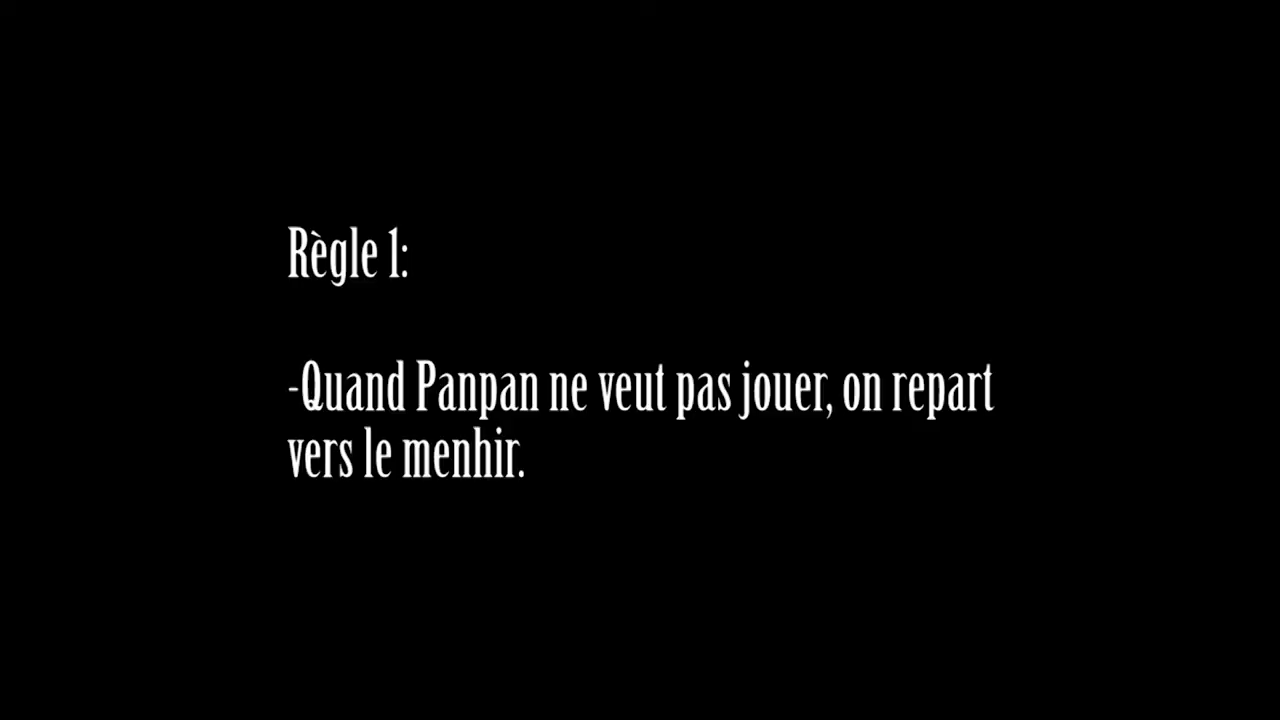 Règle 1:
-Quand Panpan ne veut pas jouer, on repart
vers le menhir.